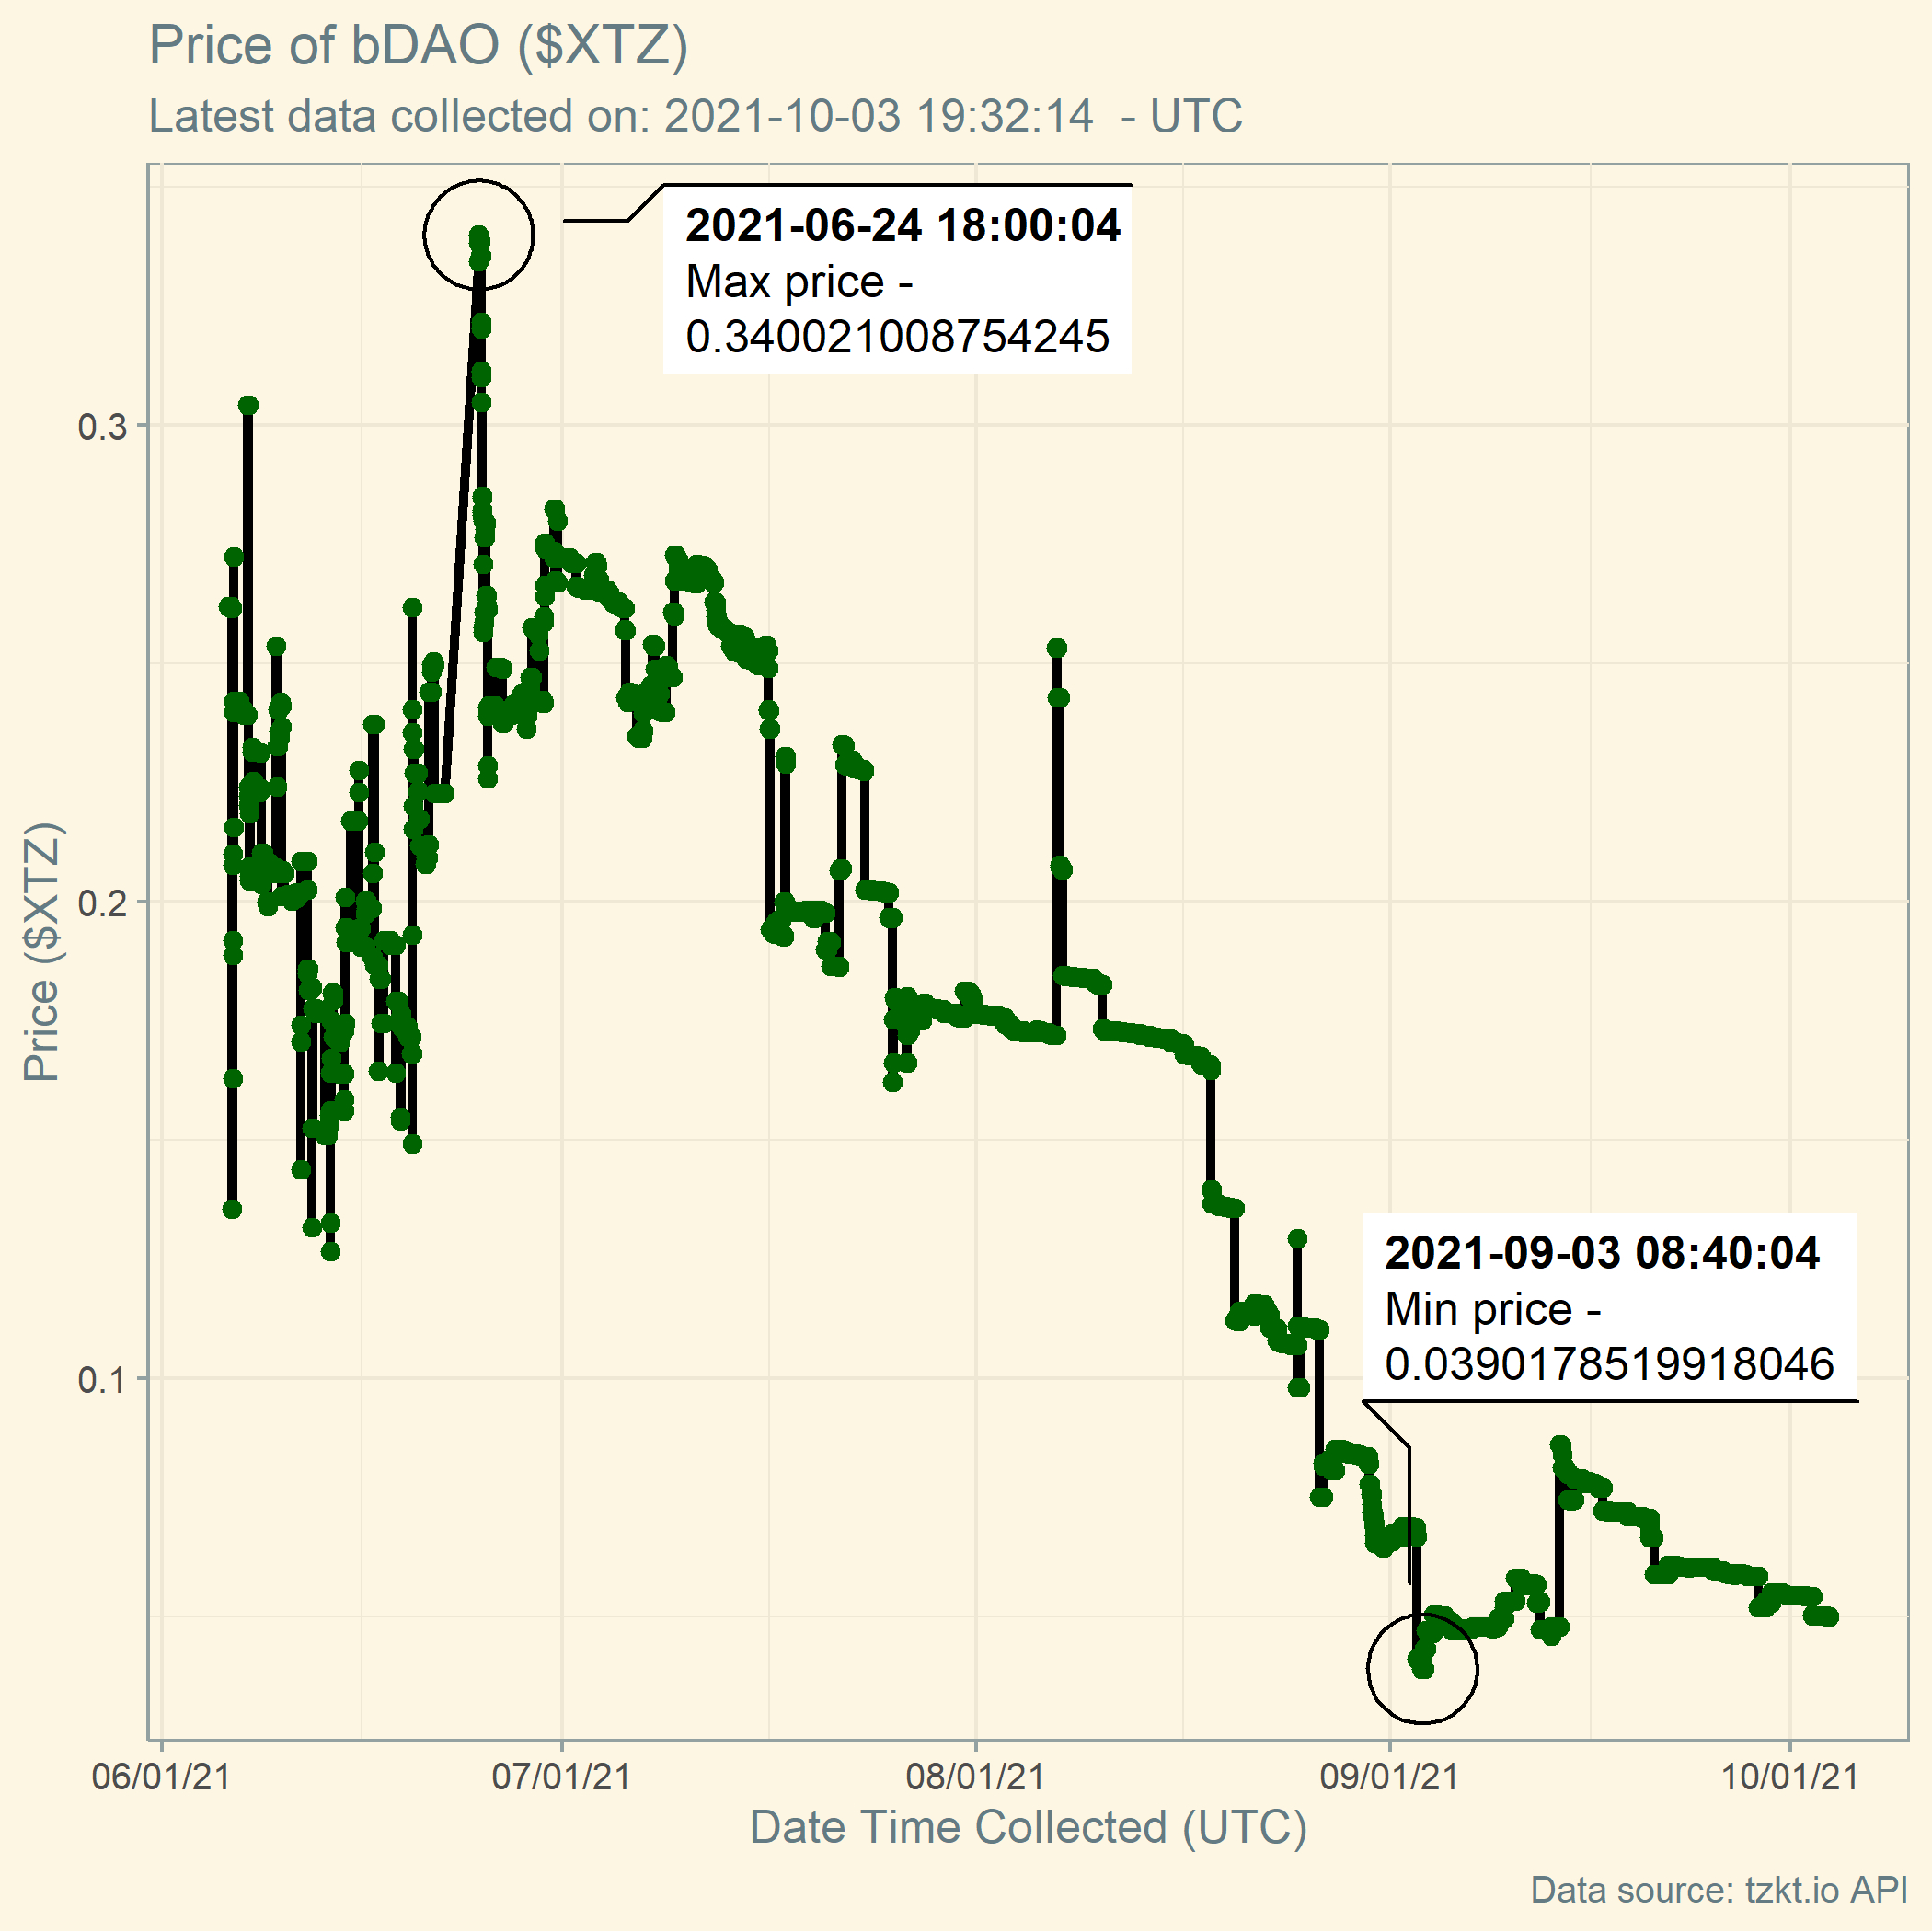 Price of bDAO ($XTZ)
Latest data collected on: 2021-10-03 19:32:14  - UTC
2021-06-24 18:00:04
Max price -
0.340021008754245
0.3
0.2
0.1
Price ($XTZ)
2021-09-03 08:40:04
Min price -
0.03901785199​18046
06/01/21
07/01/21
08/01/21
09/01/21
10/01/21
Date Time Collected (UTC)
Data source: tzkt.io API